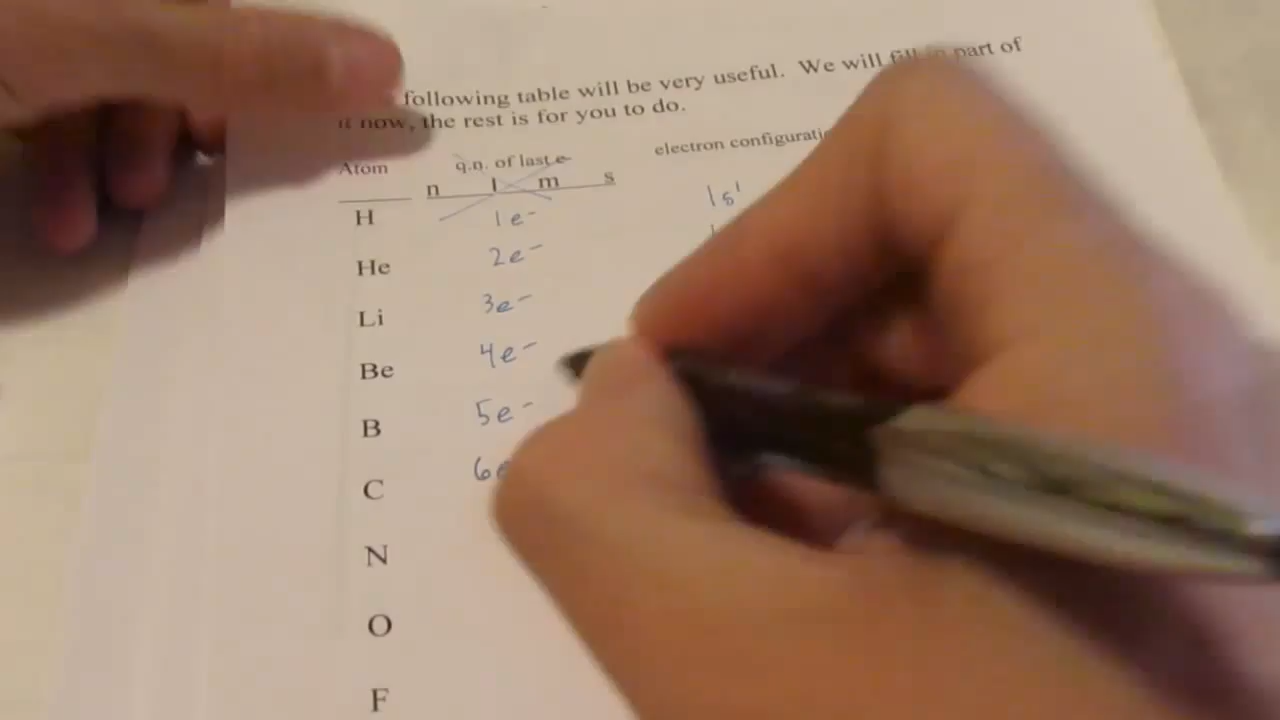 following table will be very useful. We will fill in part of
it now, the rest is for you to do.
Atom q.n. of last e- electron configurati
n l m s
H 1e- 1s¹
He 2e-
Li 3e-
Be 4e-
B 5e-
C 6e
N
O
F